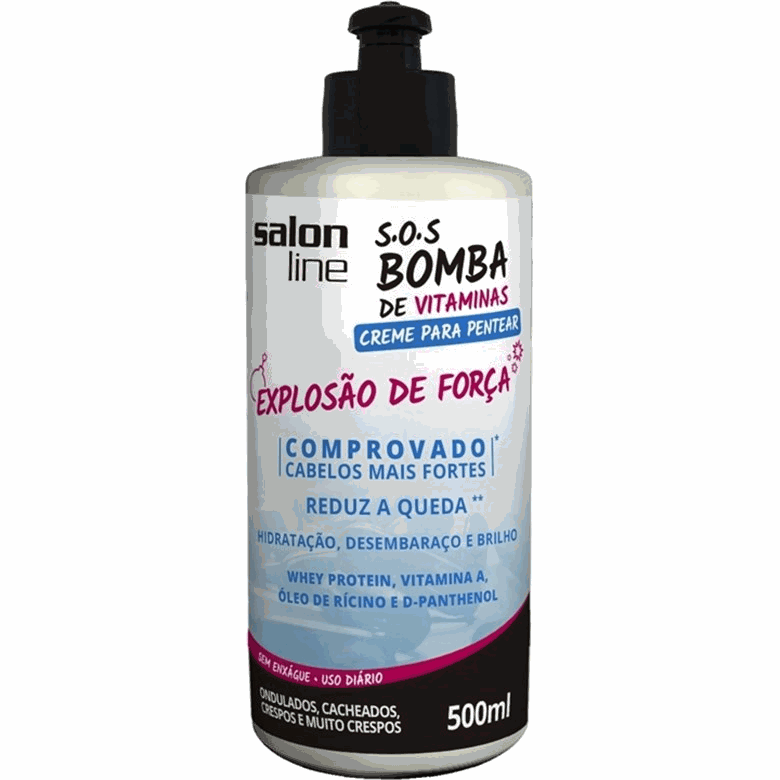 salon
line
S.O.S
BOMBA
DE VITAMINAS
CREME PARA PENTEAR
EXPLOSÃO DE FORÇA
COMPROVADO*
CABELOS MAIS FORTES
REDUZ A QUEDA **
HIDRATAÇÃO, DESEMBARAÇO E BRILHO
WHEY PROTEIN, VITAMINA A,
ÓLEO DE RÍCINO E D-PANTHENOL
SEM ENXÁGUE • USO DIÁRIO
ONDULADOS, CACHEADOS,
CRESPOS E MUITO CRESPOS
500ml